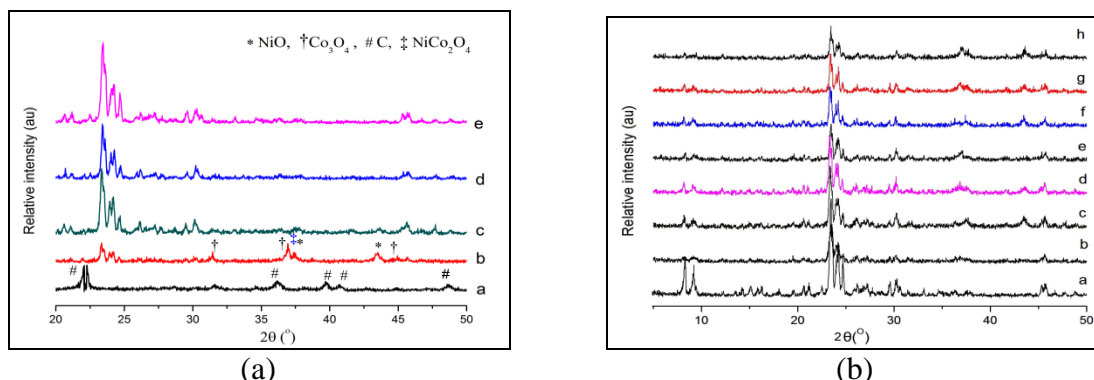 * NiO, †Co₃O₄, # C, ‡ NiCo₂O₄
Relative intensity (au)
e
d
c
b
a
†
†
‡
*
*
†
#
#
#
#
#
20
25
30
35
40
45
50
2θ (°)
(a)
Relative intensity (au)
h
g
f
e
d
c
b
a
10
20
30
40
50
2θ(°)
(b)